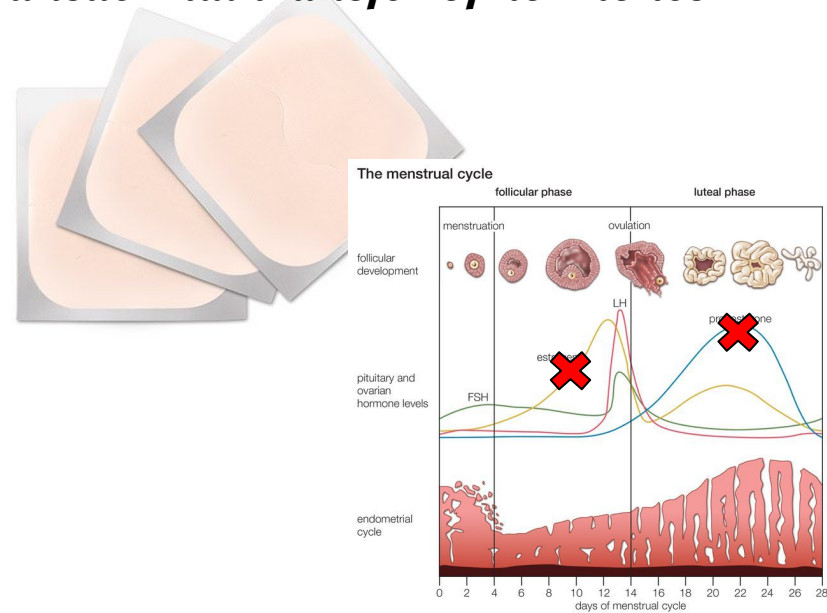 The menstrual cycle
follicular phase
luteal phase
menstruation
ovulation
follicular
development
LH
FSH
pituitary and
ovarian
hormone levels
endometrial
cycle
0 2 4 6 8 10 12 14 16 18 20 22 24 26 28
days of menstrual cycle